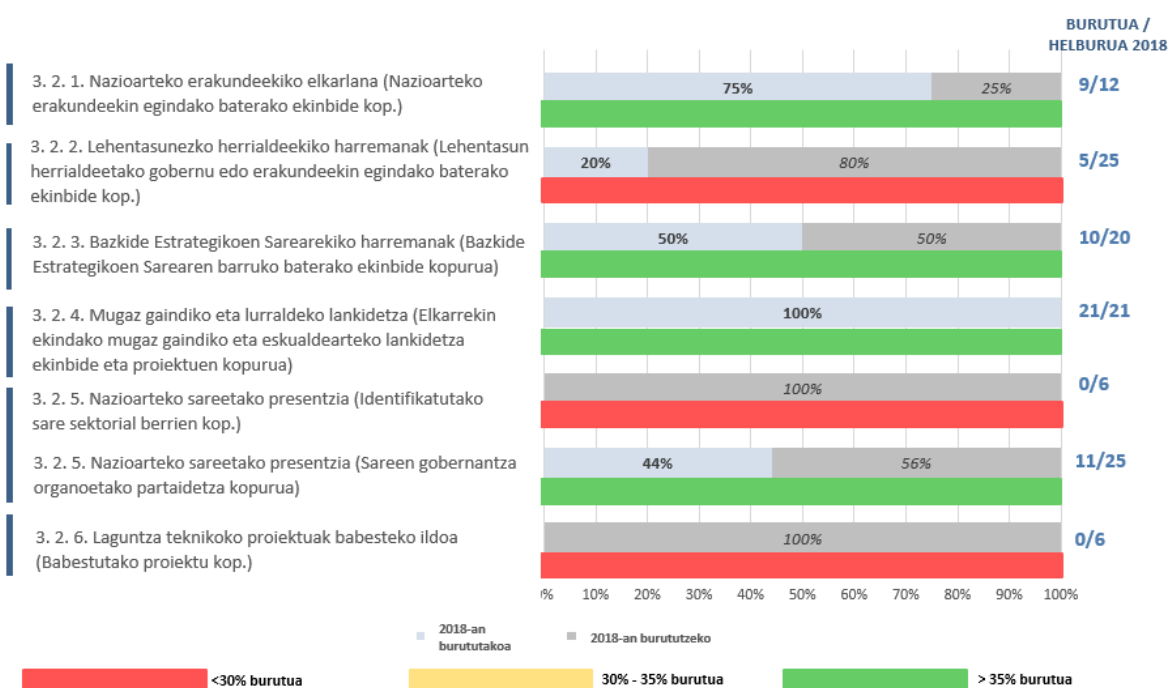 BURUTUA /
HELBURUA 2018
3. 2. 1. Nazioarteko erakundeekiko elkarlana (Nazioarteko
erakundeekin egindako baterako ekinbide kop.)
75%
25%
9/12
3. 2. 2. Lehentasunezko herrialdeekiko harremanak (Lehentasun
herrialdeetako gobernu edo erakundeekin egindako baterako
ekinbide kop.)
20%
80%
5/25
3. 2. 3. Bazkide Estrategikoen Sarearekiko harremanak (Bazkide
Estrategikoen Sarearen barruko baterako ekinbide kopurua)
50%
50%
10/20
3. 2. 4. Mugaz gaindiko eta lurraldeko lankidetza (Elkarrekin
ekindako mugaz gaindiko eta eskualdearteko lankidetza
ekinbide eta proiektuen kopurua)
100%
21/21
3. 2. 5. Nazioarteko sareetako presentzia (Identifikatutako
sare sektorial berrien kop.)
100%
0/6
3. 2. 5. Nazioarteko sareetako presentzia (Sareen gobernantza
organoetako partaidetza kopurua)
44%
56%
11/25
3. 2. 6. Laguntza teknikoko proiektuak babesteko ildoa
(Babestutako proiektu kop.)
100%
0/6
0% 10% 20% 30% 40% 50% 60% 70% 80% 90% 100%
2018-an
burututakoa
2018-an burututzeko
<30% burutua
30% - 35% burutua
> 35% burutua